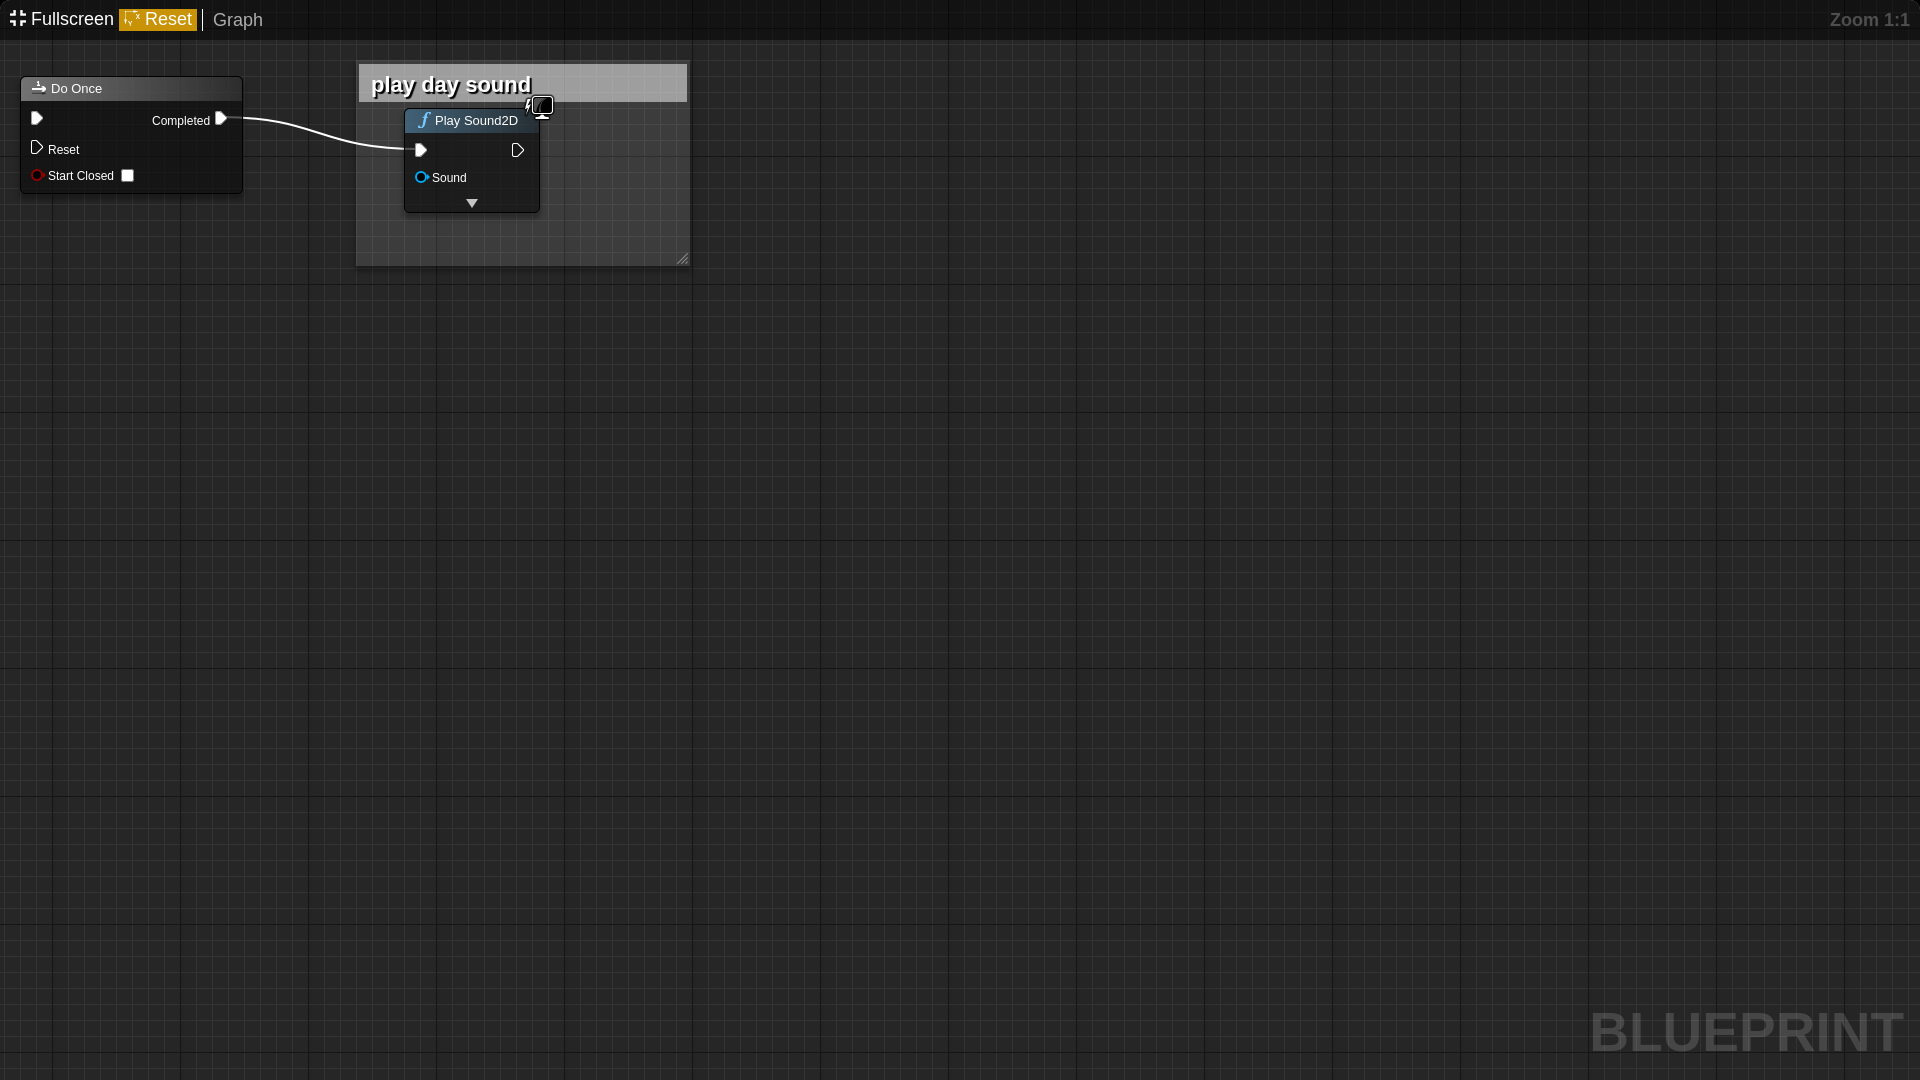 Fullscreen Reset Graph
Zoom 1:1
play day sound
Do Once
Completed
Reset
Start Closed
Play Sound2D
Sound
BLUEPRINT